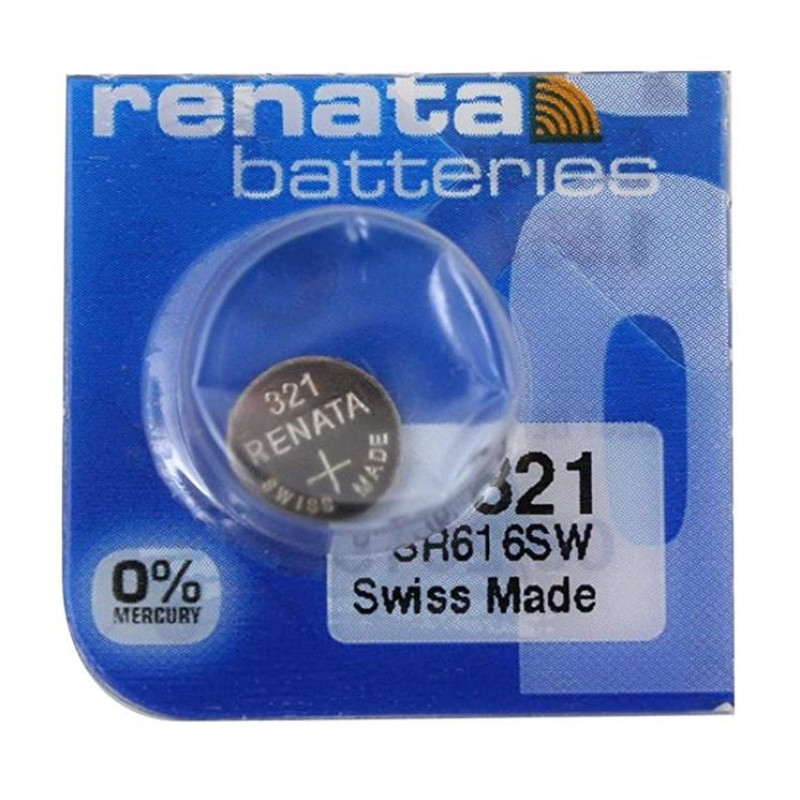 renata
batteries
321
RENATA
+
SWISS MADE
321
SR616SW
Swiss Made
0%
MERCURY